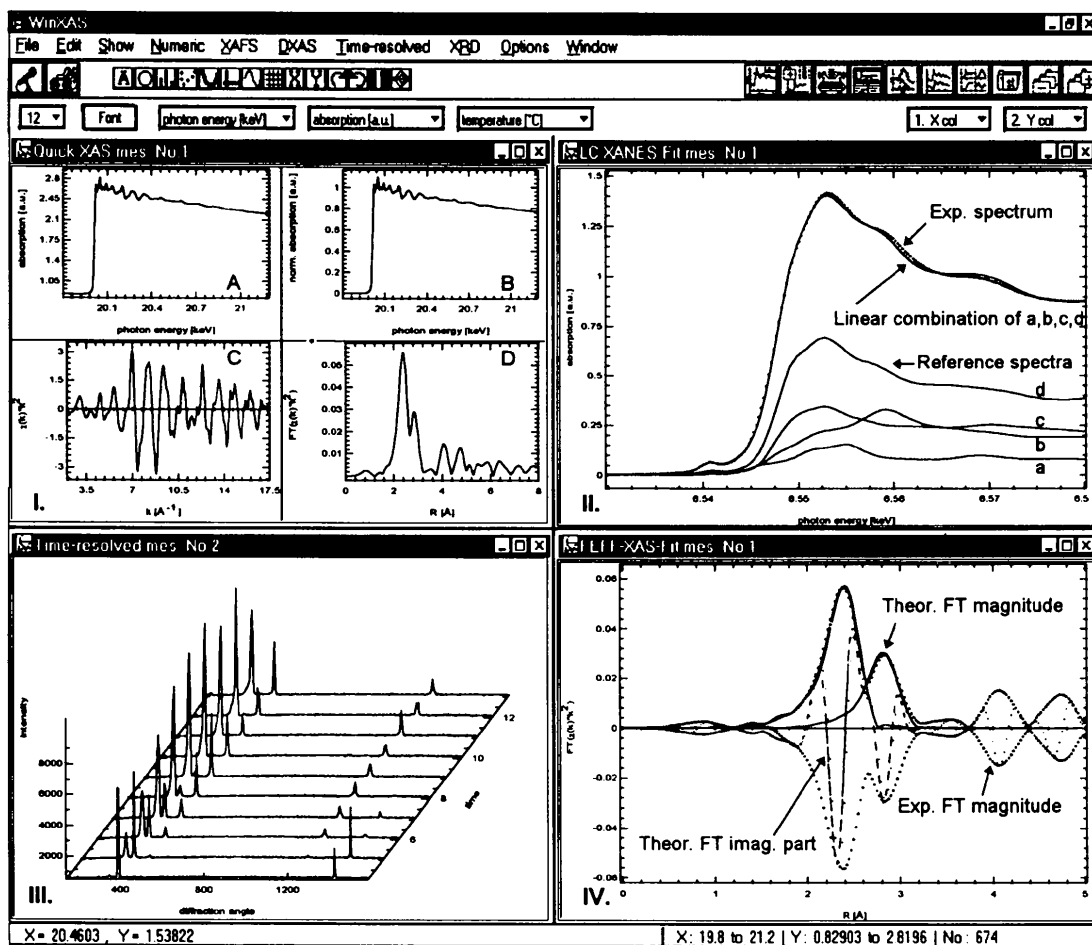 WinXAS
File Edit Show Numeric XAFS DXAS Time-resolved XRD Options Window
12 Font photon energy [keV] absorption [a.u.] temperature [°C] 1. X col 2. Y col
Quick XAS mes. No.1
2.8
2.45
2.1
1.75
1.4
1.05
absorption [a.u.]
A
20.1 20.4 20.7 21
photon energy [keV]
1
0.8
0.6
0.4
0.2
0
norm. absorption [a.u.]
B
20.1 20.4 20.7 21
photon energy [keV]
3
1.5
0
-1.5
-3
χ(k)*k²
C
3.5 7 10.5 14 17.5
k [A⁻¹]
I.
0.05
0.04
0.03
0.02
0.01
FT(χ(k)*k²)
D
0 2 4 6 8
R [Å]
LC XANES Fit mes. No.1
1.5
1.25
1
0.75
0.5
0.25
0
absorption [a.u.]
Exp. spectrum
Linear combination of a,b,c,d
Reference spectra
d
c
b
a
6.54 6.55 6.56 6.57 6.5
II.
photon energy [keV]
Time-resolved mes. No.2
intensity
8000
6000
4000
2000
12
10
8
6
time
400 800 1200
III.
diffraction angle
FEFF-XAS-Fit mes. No.1
0.06
0.04
0.02
0
-0.02
-0.04
-0.06
FT(χ(k)*k²)
Theor. FT magnitude
Exp. FT magnitude
Theor. FT imag. part
0 1 2 3 4 5
IV.
R [Å]
X= 20.4603 , Y= 1.53822
X: 19.8 to 21.2 | Y: 0.82903 to 2.8196 | No: 674